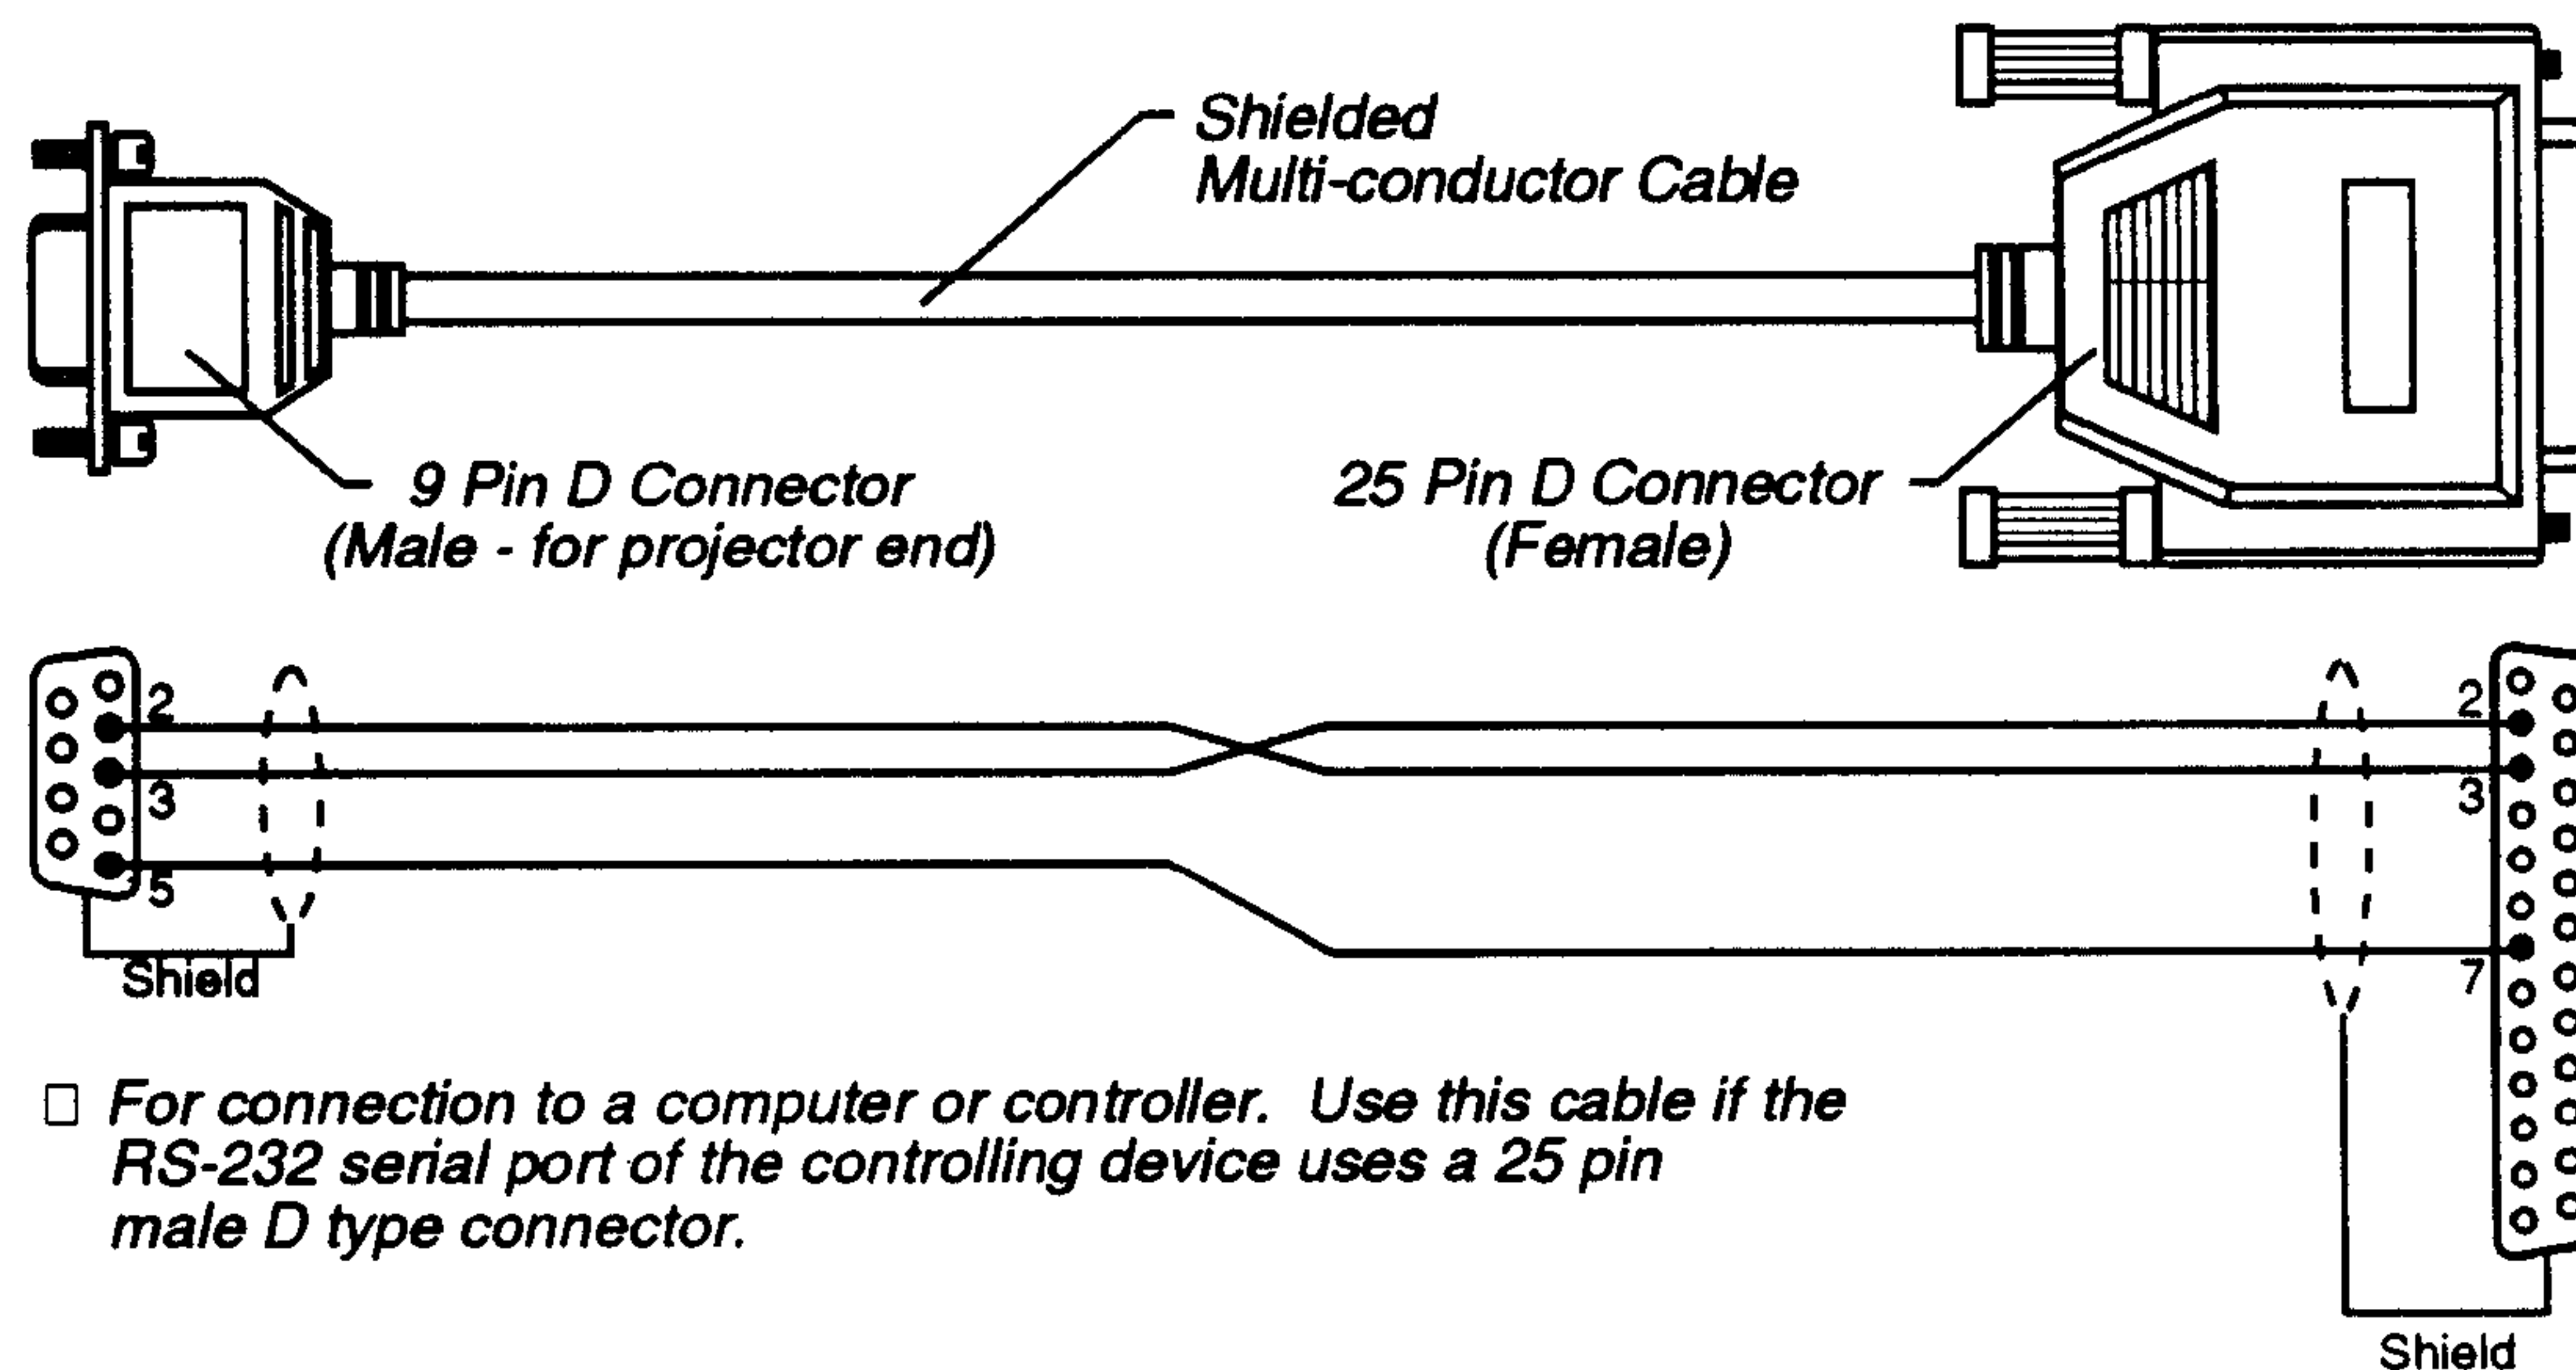 Shielded
Multi-conductor Cable
9 Pin D Connector
(Male - for projector end)
25 Pin D Connector
(Female)
2
3
5
Shield
2
3
7
□ For connection to a computer or controller. Use this cable if the
RS-232 serial port of the controlling device uses a 25 pin
male D type connector.
Shield